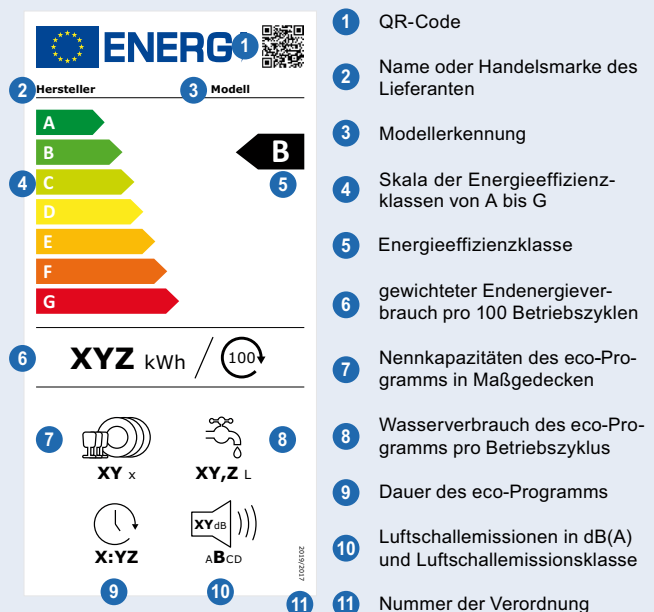 ENERG 1
2 Hersteller 3 Modell
A
B
B
4 C
5
D
E
F
G
6 XYZ kWh / 100
7
8
XY x
XY,Z L
XYdB
X:YZ
ABCD
2019/2017
9
10
11
1 QR-Code
2 Name oder Handelsmarke des
Lieferanten
3 Modellerkennung
4 Skala der Energieeffizienz-
klassen von A bis G
5 Energieeffizienzklasse
6 gewichteter Endenergiever-
brauch pro 100 Betriebszyklen
7 Nennkapazitäten des eco-Pro-
gramms in Maßgedecken
8 Wasserverbrauch des eco-Pro-
gramms pro Betriebszyklus
9 Dauer des eco-Programms
10 Luftschallemissionen in dB(A)
und Luftschallemissionsklasse
11 Nummer der Verordnung